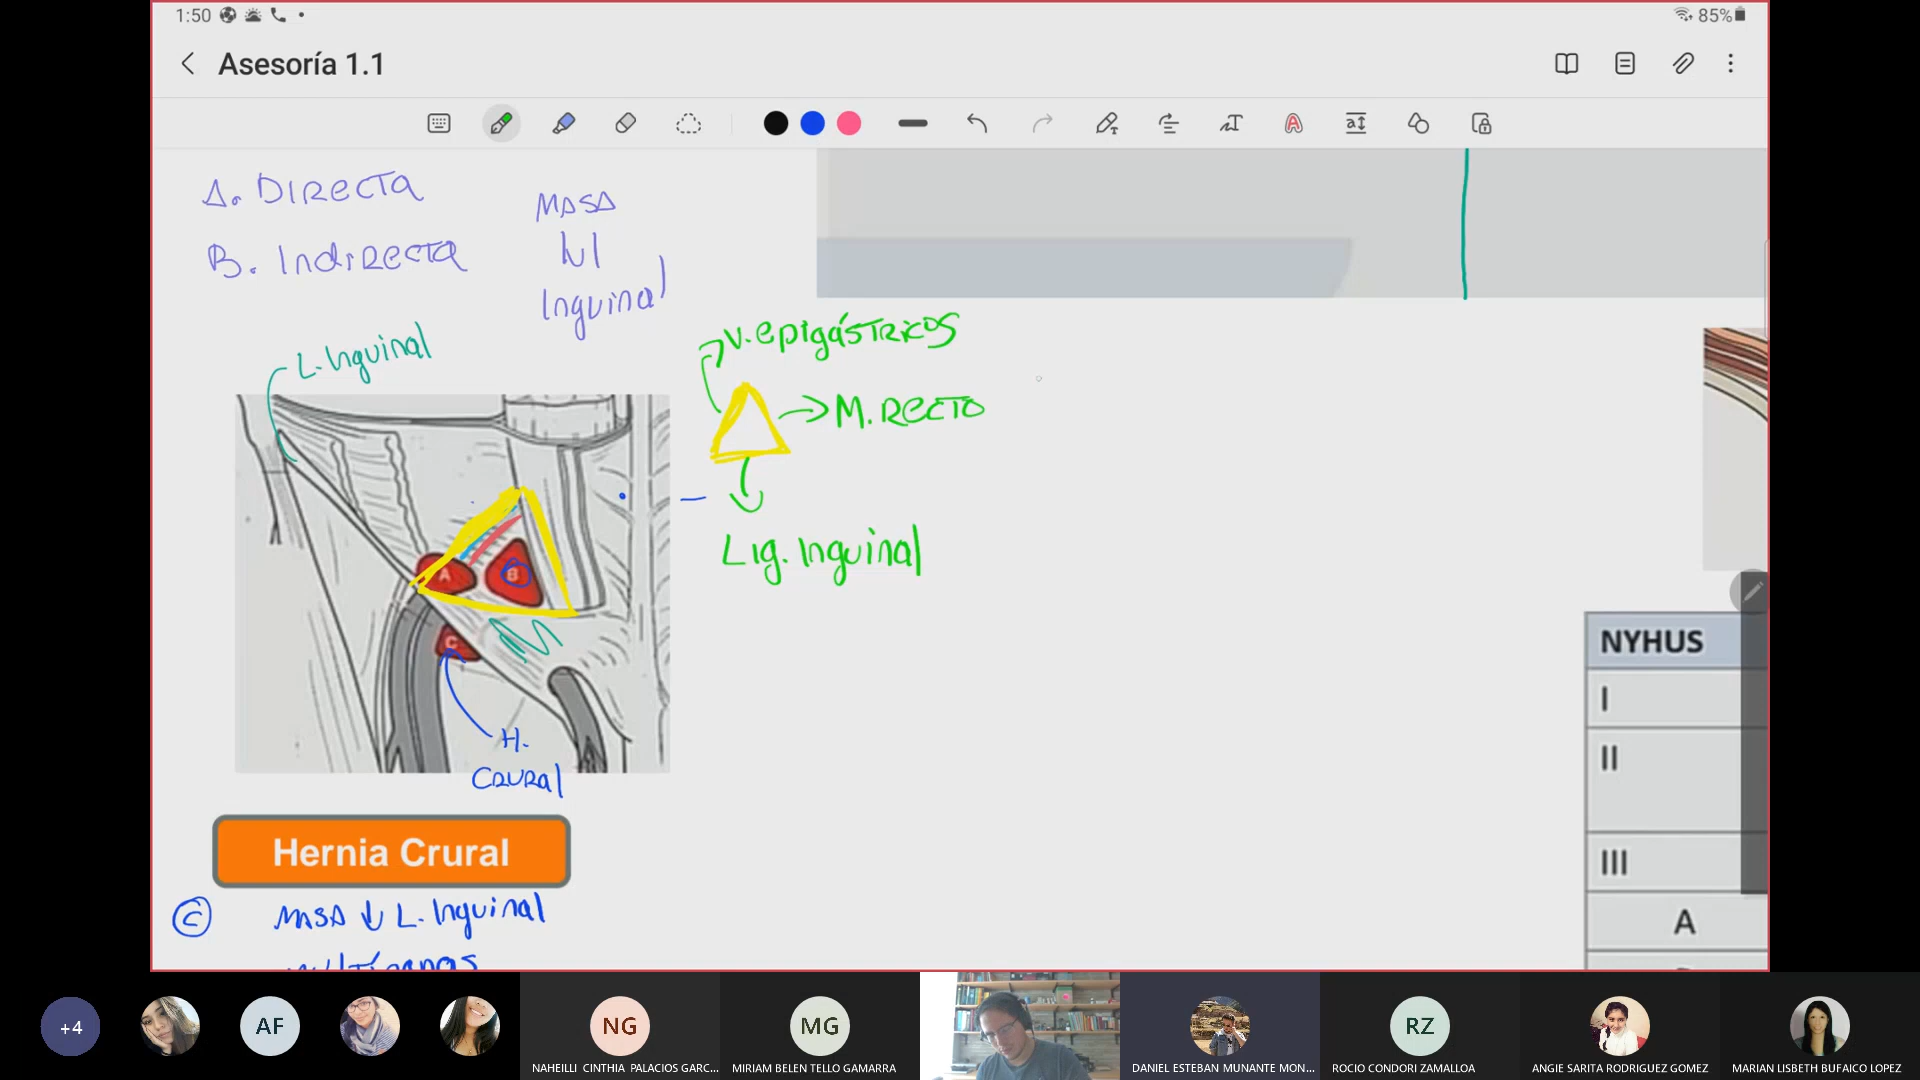 1:50
85%
Asesoría 1.1
A. DIRECTA
B. IndIRECTA
MASA
Inguinal
L. Inguinal
V. epigástricos
M. RECTO
Lig. Inguinal
A
B
C
H.
CRURAl
Hernia Crural
C
MASA ↓ L. Inguinal
NYHUS
I
II
III
A
+4
AF
NG
MG
RZ
NAHEILLI CINTHIA PALACIOS GARC...
MIRIAM BELEN TELLO GAMARRA
DANIEL ESTEBAN MUNANTE MON...
ROCIO CONDORI ZAMALLOA
ANGIE SARITA RODRIGUEZ GOMEZ
MARIAN LISBETH BUFAICO LOPEZ